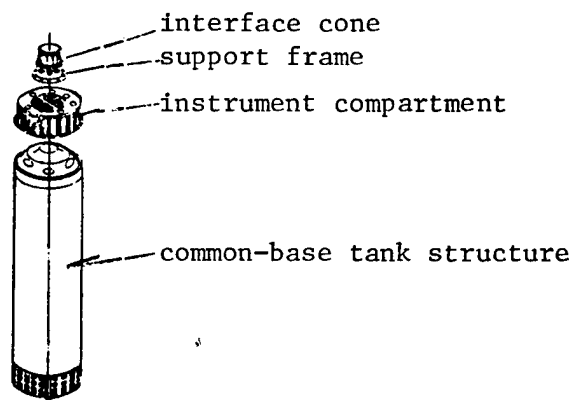 interface cone
support frame
instrument compartment
common-base tank structure